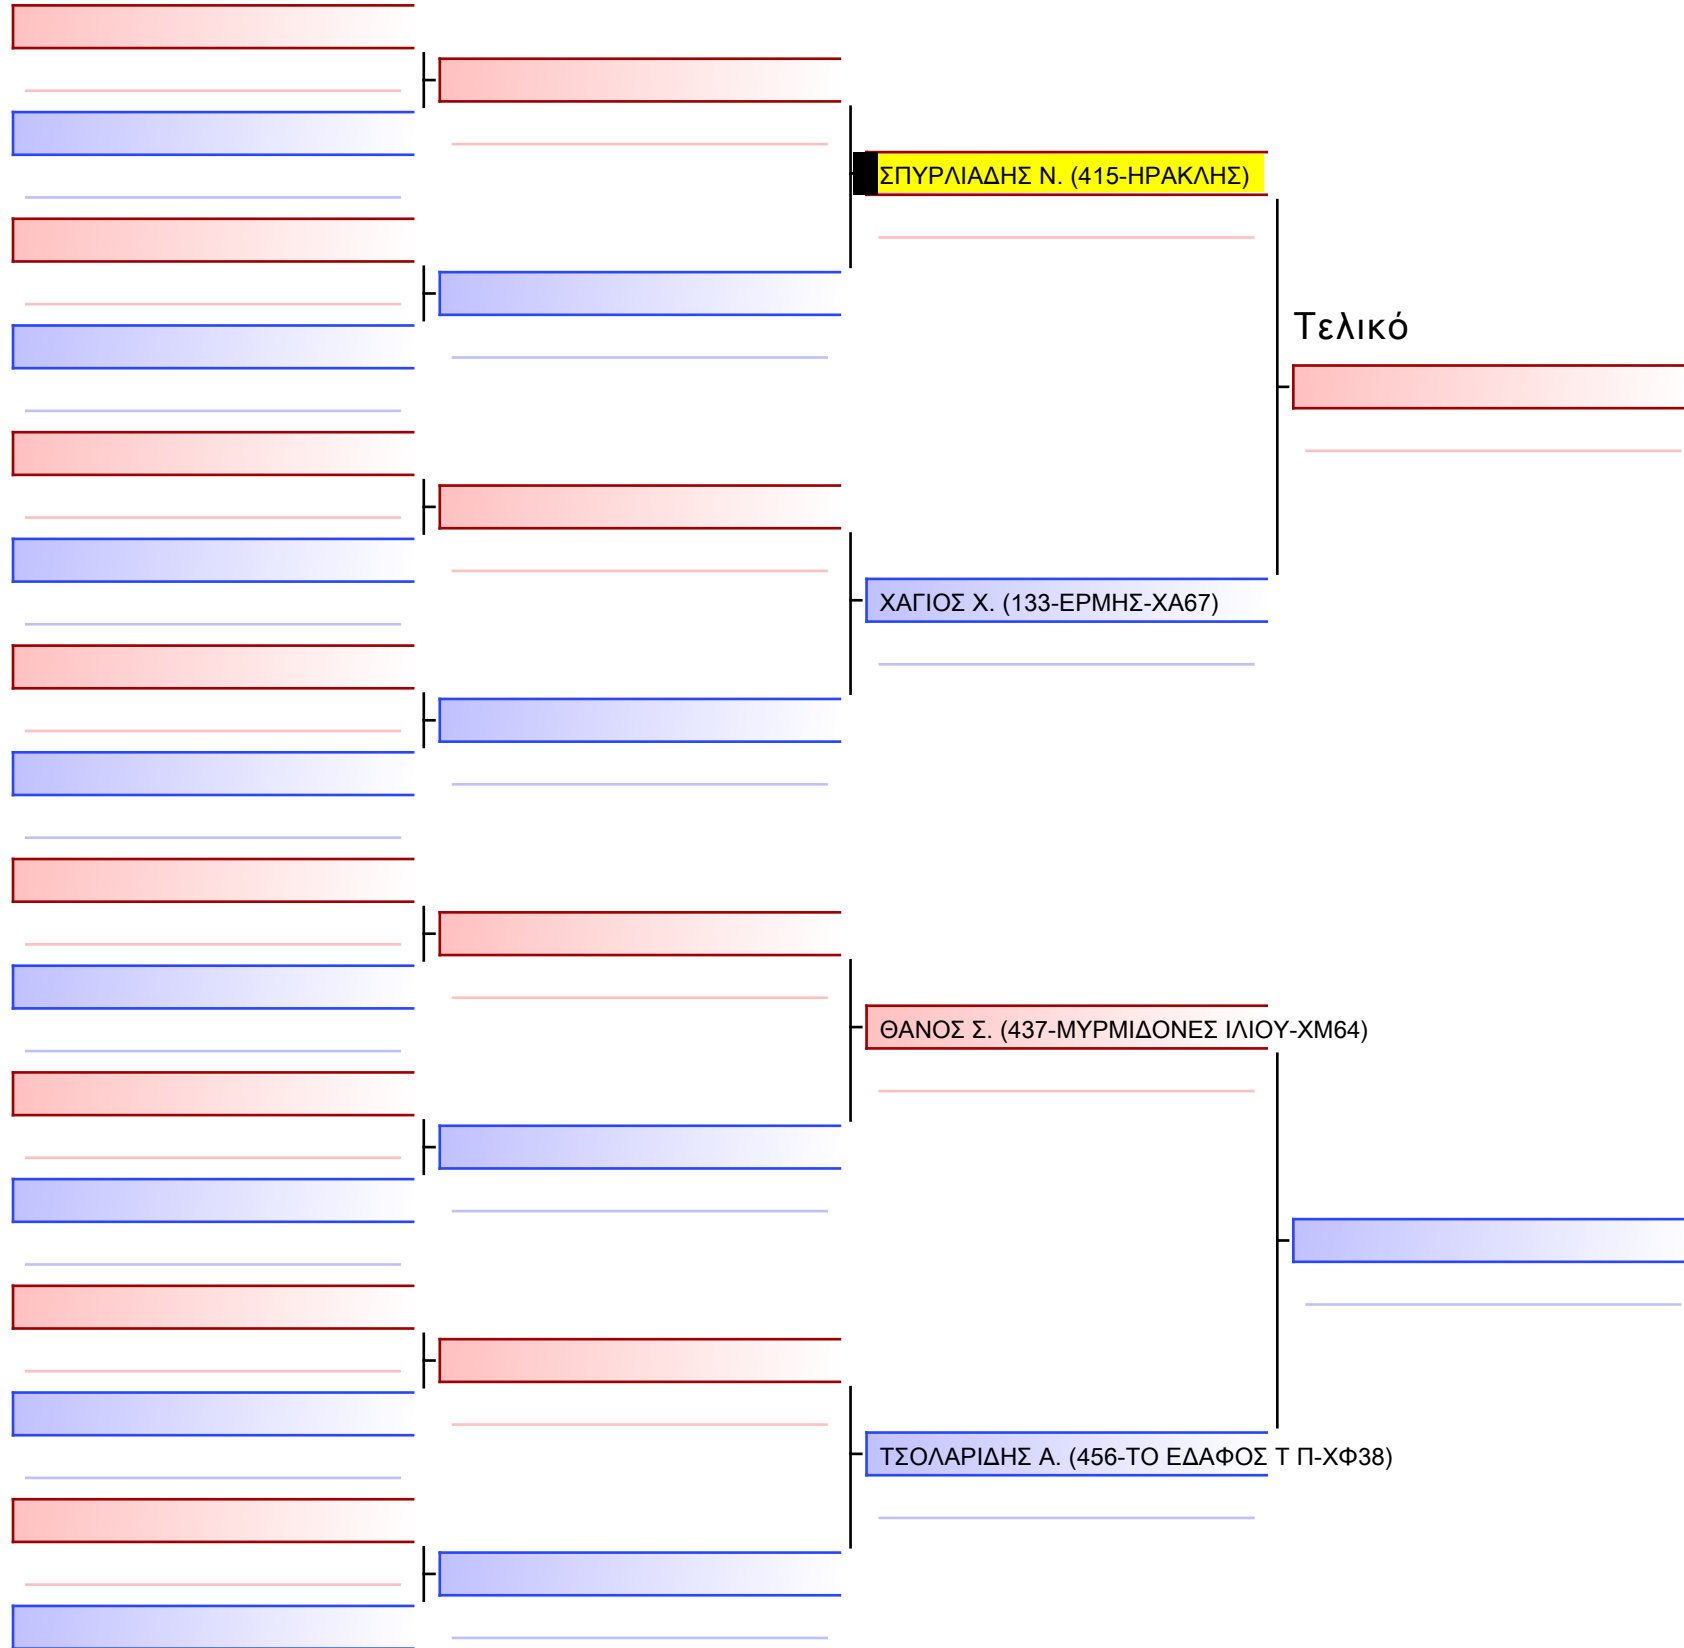 ΣΠΥΡΛΙΑΔΗΣ Ν. (415-ΗΡΑΚΛΗΣ)
Τελικό
ΧΑΓΙΟΣ Χ. (133-ΕΡΜΗΣ-ΧΑ67)
ΘΑΝΟΣ Σ. (437-ΜΥΡΜΙΔΟΝΕΣ ΙΛΙΟΥ-ΧΜ64)
ΤΣΟΛΑΡΙΔΗΣ Α. (456-ΤΟ ΕΔΑΦΟΣ Τ Π-ΧΦ38)